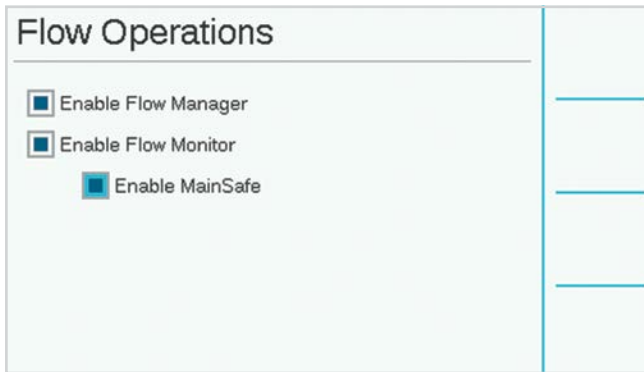 Flow Operations
Enable Flow Manager
Enable Flow Monitor
Enable MainSafe